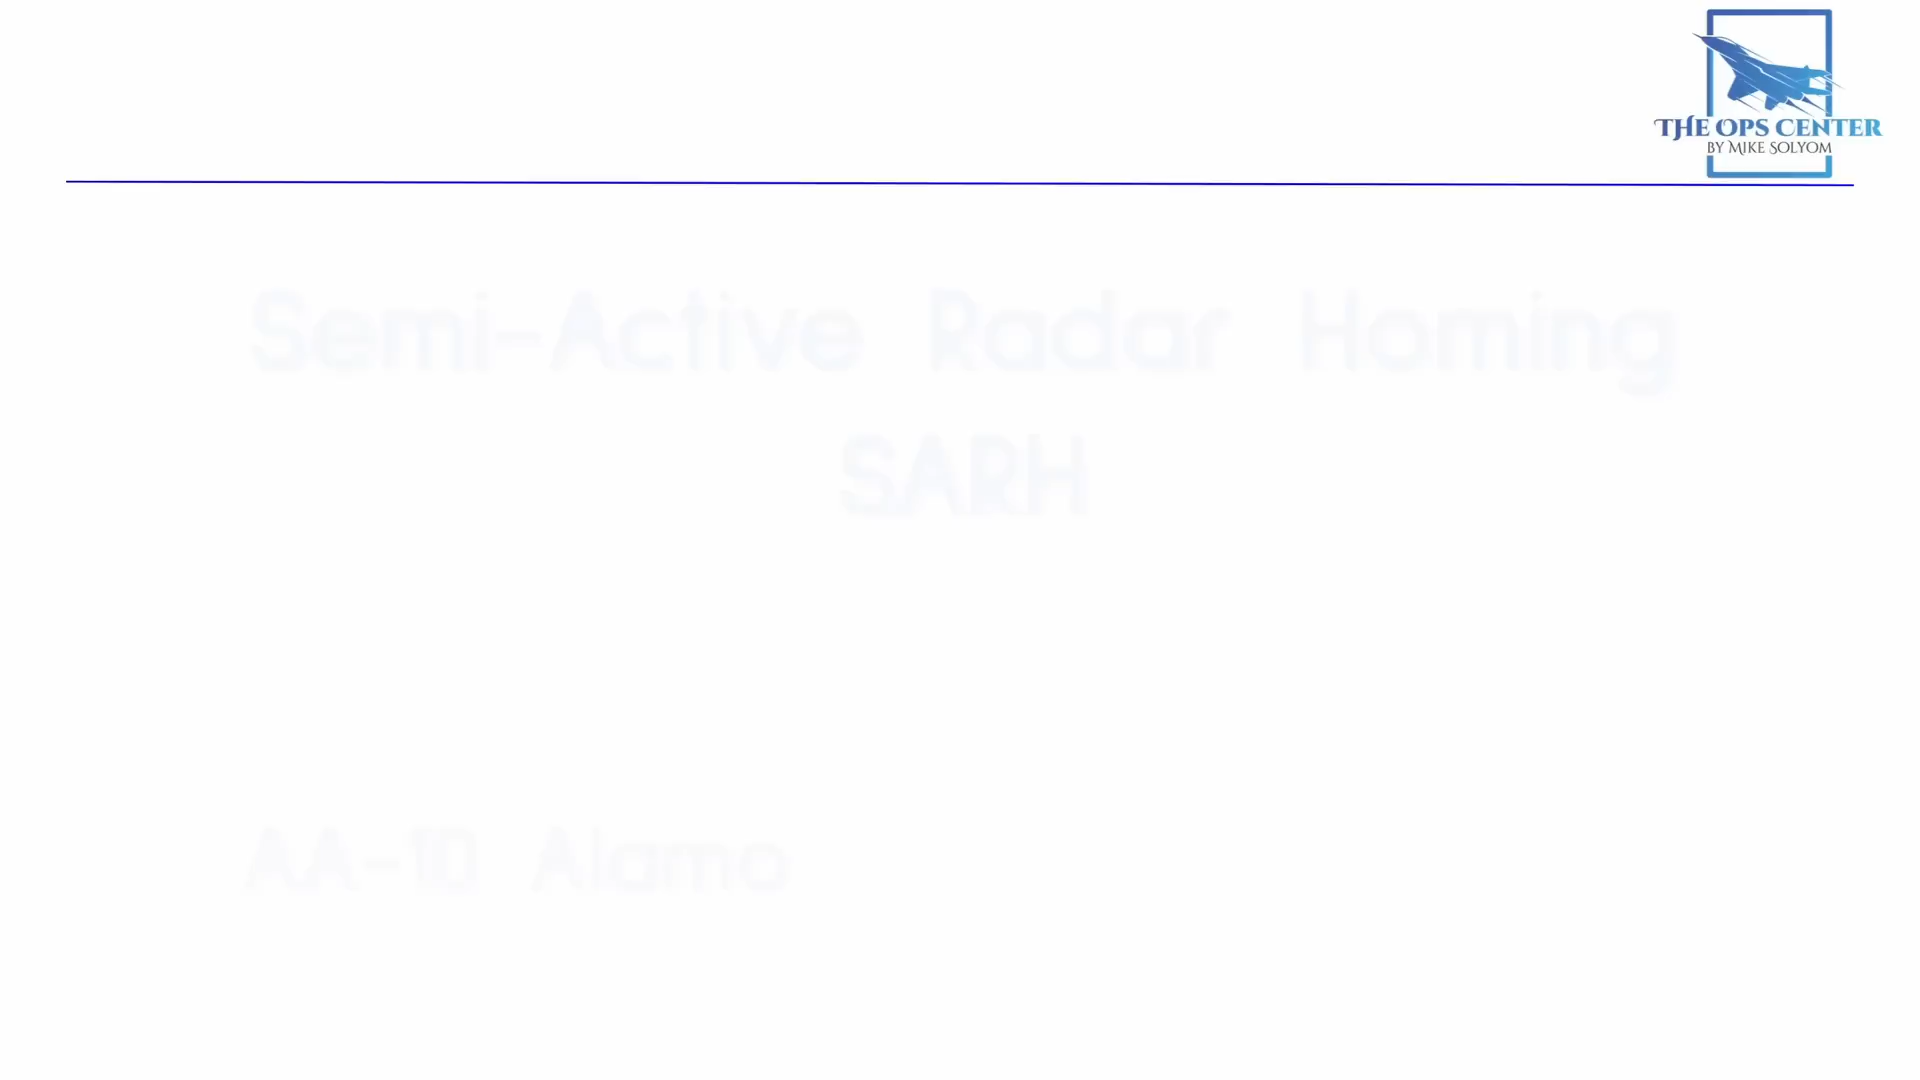 THE OPS CENTER
BY MIKE SOLYOM
Semi-Active Radar Homing
SARH
AA-10 Alamo